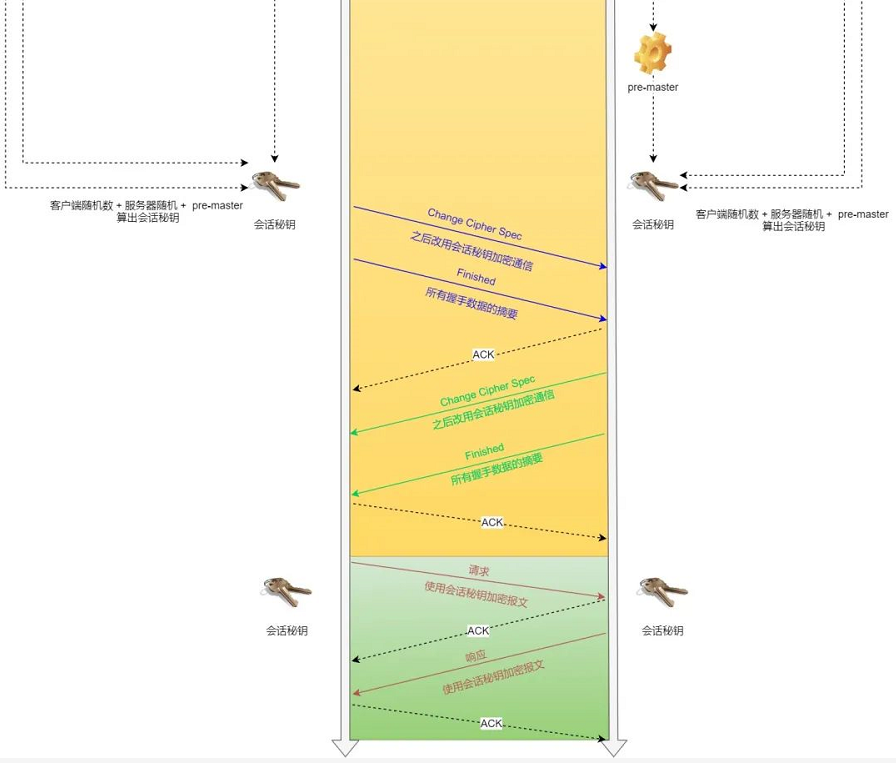 pre-master
客户端随机数 + 服务器随机 + pre-master
算出会话秘钥
会话秘钥
会话秘钥
客户端随机数 + 服务器随机 + pre-master
算出会话秘钥
Change Cipher Spec
之后改用会话秘钥加密通信
Finished
所有握手数据的摘要
ACK
Change Cipher Spec
之后改用会话秘钥加密通信
Finished
所有握手数据的摘要
ACK
请求
使用会话秘钥加密报文
会话秘钥
会话秘钥
ACK
响应
使用会话秘钥加密报文
ACK